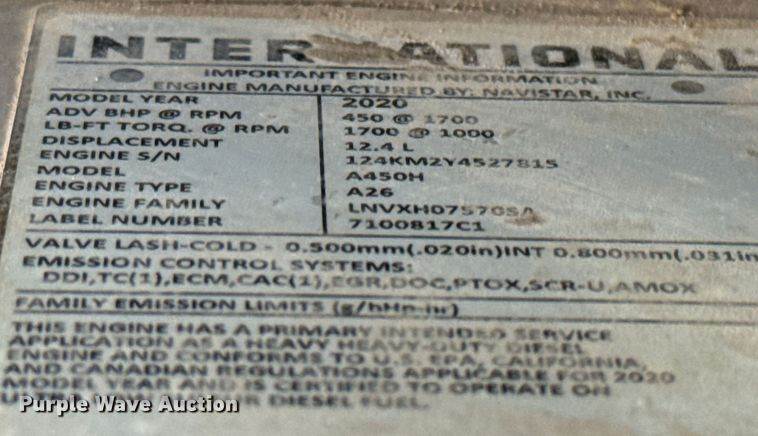 INTERNATIONAL
IMPORTANT ENGINE INFORMATION
ENGINE MANUFACTURED BY: NAVISTAR, INC.
MODEL YEAR 2020
ADV BHP @ RPM 450 @ 1700
LB-FT TORQ. @ RPM 1700 @ 1000
DISPLACEMENT 12.4 L
ENGINE S/N 124KM2Y4527815
MODEL A450H
ENGINE TYPE A26
ENGINE FAMILY LNVXH07570SA
LABEL NUMBER 7100817C1
VALVE LASH-COLD - 0.500mm(.020in)INT 0.800mm(.031in
EMISSION CONTROL SYSTEMS:
DDI,TC(1),ECM,CAC(1),EGR,DOC,PTOX,SCR-U,AMOX
FAMILY EMISSION LIMITS (g/bHp-hr)
THIS ENGINE HAS A PRIMARY INTENDED SERVICE
APPLICATION AS A HEAVY HEAVY-DUTY DIESEL
ENGINE AND CONFORMS TO U.S. EPA, CALIFORNIA,
AND CANADIAN REGULATIONS APPLICABLE FOR 2020
MODEL YEAR AND IS CERTIFIED TO OPERATE ON
DIESEL FUEL.
Purple Wave Auction